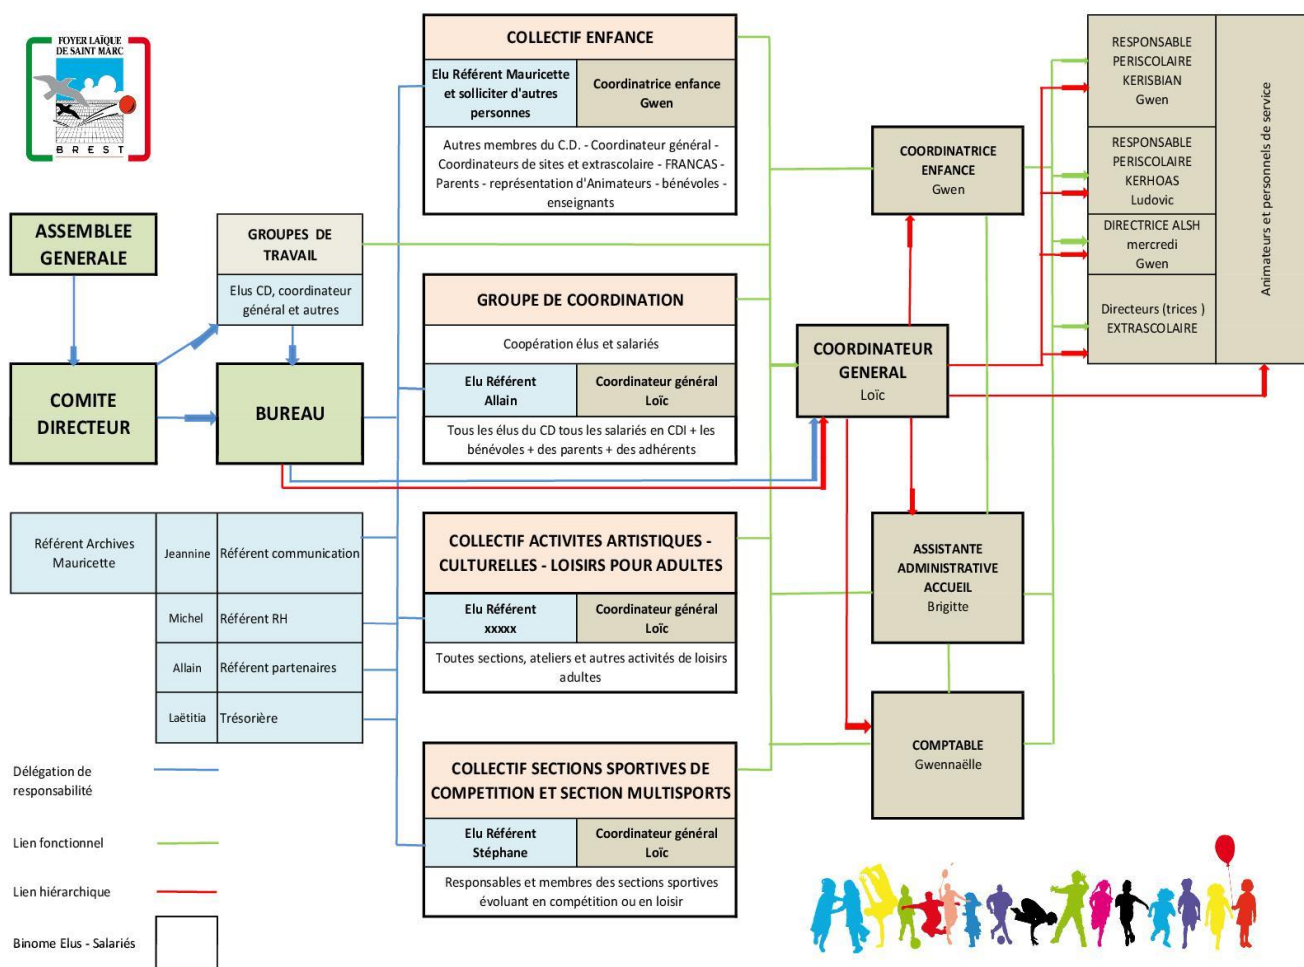 FOYER LAÏQUE
DE SAINT MARC
BREST
ASSEMBLEE
GENERALE
COMITE
DIRECTEUR
GROUPES DE
TRAVAIL
Elus CD, coordinateur
général et autres
BUREAU
Référent Archives
Mauricette
Jeannine
Référent communication
Michel
Référent RH
Allain
Référent partenaires
Laëtitia
Trésorière
Délégation de
responsabilité
Lien fonctionnel
Lien hiérarchique
Binome Elus - Salariés
COLLECTIF ENFANCE
Elu Référent Mauricette
et solliciter d'autres
personnes
Coordinatrice enfance
Gwen
Autres membres du C.D. - Coordinateur général -
Coordinateurs de sites et extrascolaire - FRANCAS -
Parents - représentation d'Animateurs - bénévoles -
enseignants
GROUPE DE COORDINATION
Coopération élus et salariés
Elu Référent
Allain
Coordinateur général
Loïc
Tous les élus du CD tous les salariés en CDI + les
bénévoles + des parents + des adhérents
COLLECTIF ACTIVITES ARTISTIQUES -
CULTURELLES - LOISIRS POUR ADULTES
Elu Référent
xxxxx
Coordinateur général
Loïc
Toutes sections, ateliers et autres activités de loisirs
adultes
COLLECTIF SECTIONS SPORTIVES DE
COMPETITION ET SECTION MULTISPORTS
Elu Référent
Stéphane
Coordinateur général
Loïc
Responsables et membres des sections sportives
évoluant en compétition ou en loisir
COORDINATEUR
GENERAL
Loïc
COORDINATRICE
ENFANCE
Gwen
ASSISTANTE
ADMINISTRATIVE
ACCUEIL
Brigitte
COMPTABLE
Gwennaëlle
RESPONSABLE
PERISCOLAIRE
KERISBIAN
Gwen
RESPONSABLE
PERISCOLAIRE
KERHOAS
Ludovic
DIRECTRICE ALSH
mercredi
Gwen
Directeurs (trices )
EXTRASCOLAIRE
Animateurs et personnels de service